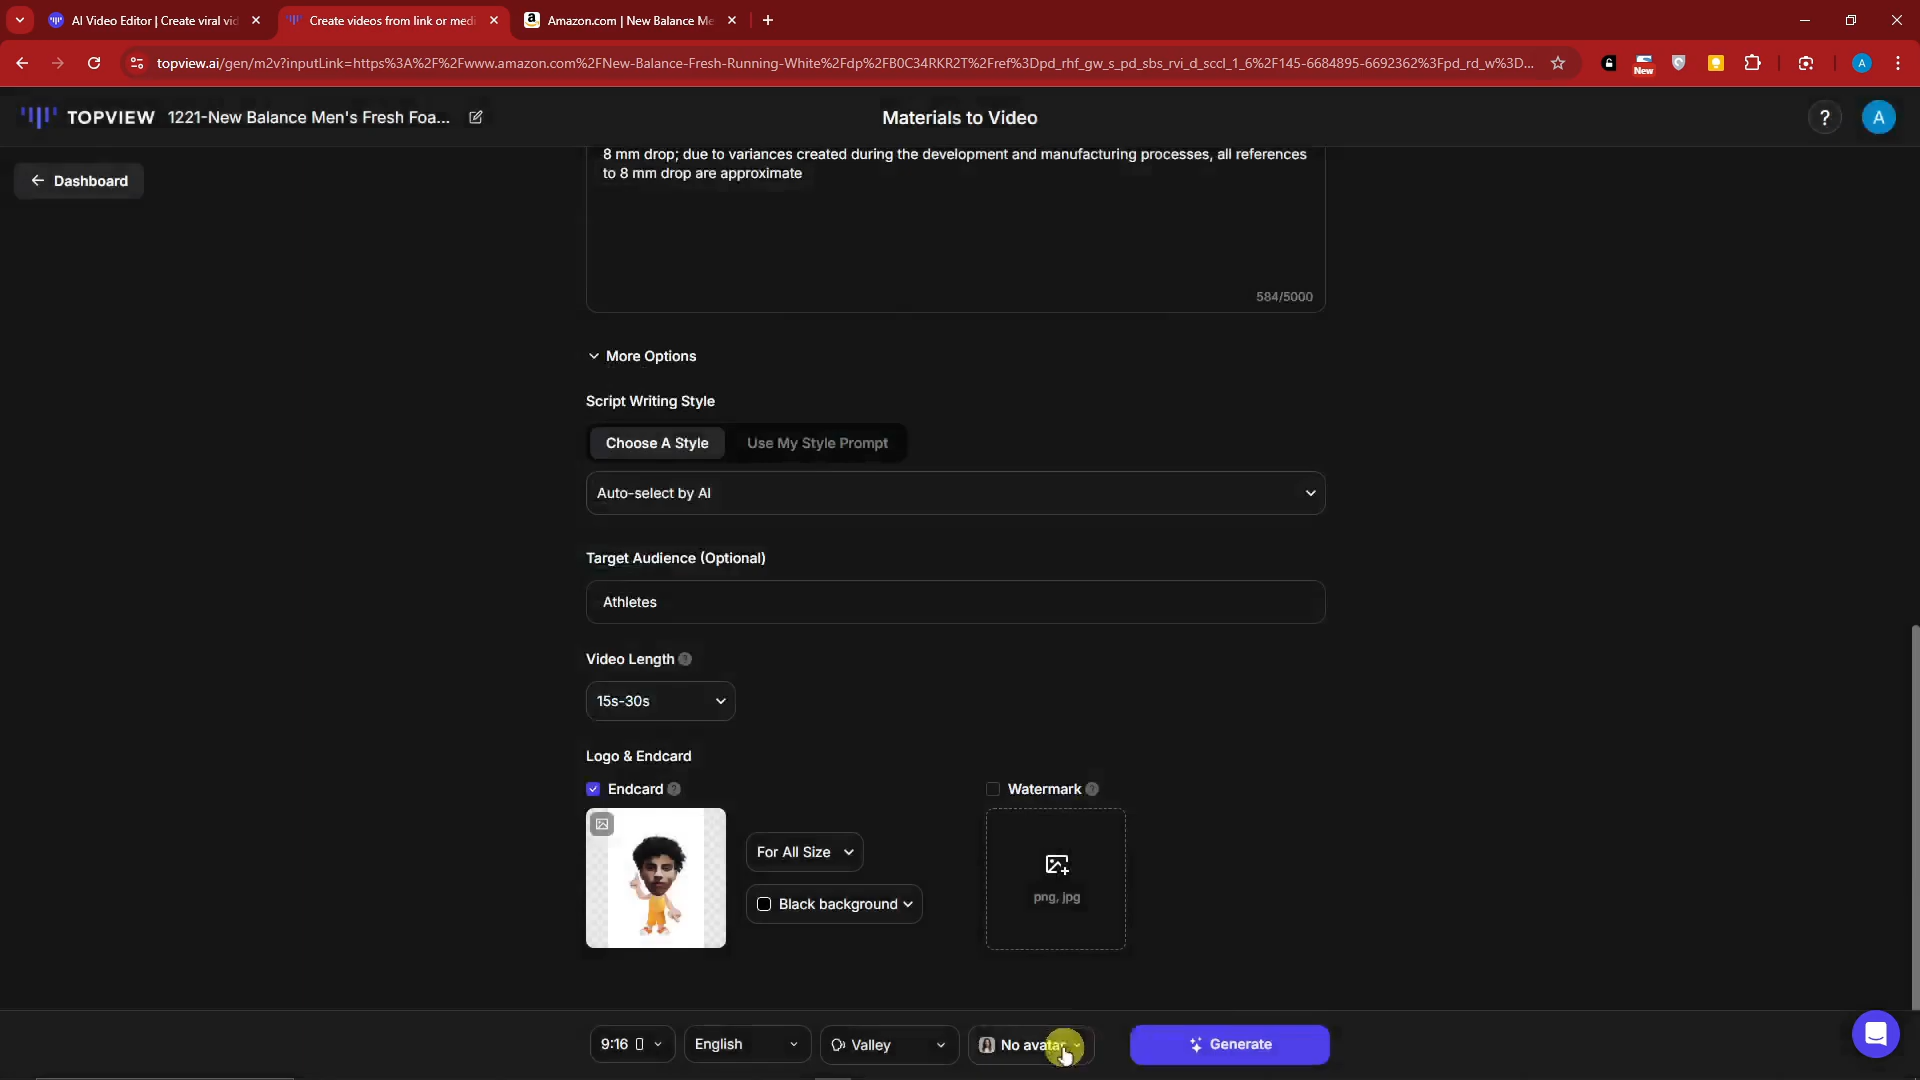 AI Video Editor | Create viral vid
Create videos from link or medi
Amazon.com | New Balance Me
topview.ai/gen/m2v?inputLink=https%3A%2F%2Fwww.amazon.com%2FNew-Balance-Fresh-Running-White%2Fdp%2FB0C34RKR2T%2Fref%3Dpd_rhf_gw_s_pd_sbs_rvi_d_sccl_1_6%2F145-6684895-6692362%3Fpd_rd_w%3D...
New
A
TOPVIEW
1221-New Balance Men's Fresh Foa...
Materials to Video
?
A
Dashboard
8 mm drop; due to variances created during the development and manufacturing processes, all references
to 8 mm drop are approximate
584/5000
More Options
Script Writing Style
Choose A Style
Use My Style Prompt
Auto-select by AI
Target Audience (Optional)
Athletes
Video Length
15s-30s
Logo & Endcard
Endcard
Watermark
For All Size
Black background
png, jpg
9:16
English
Valley
No avatar
Generate